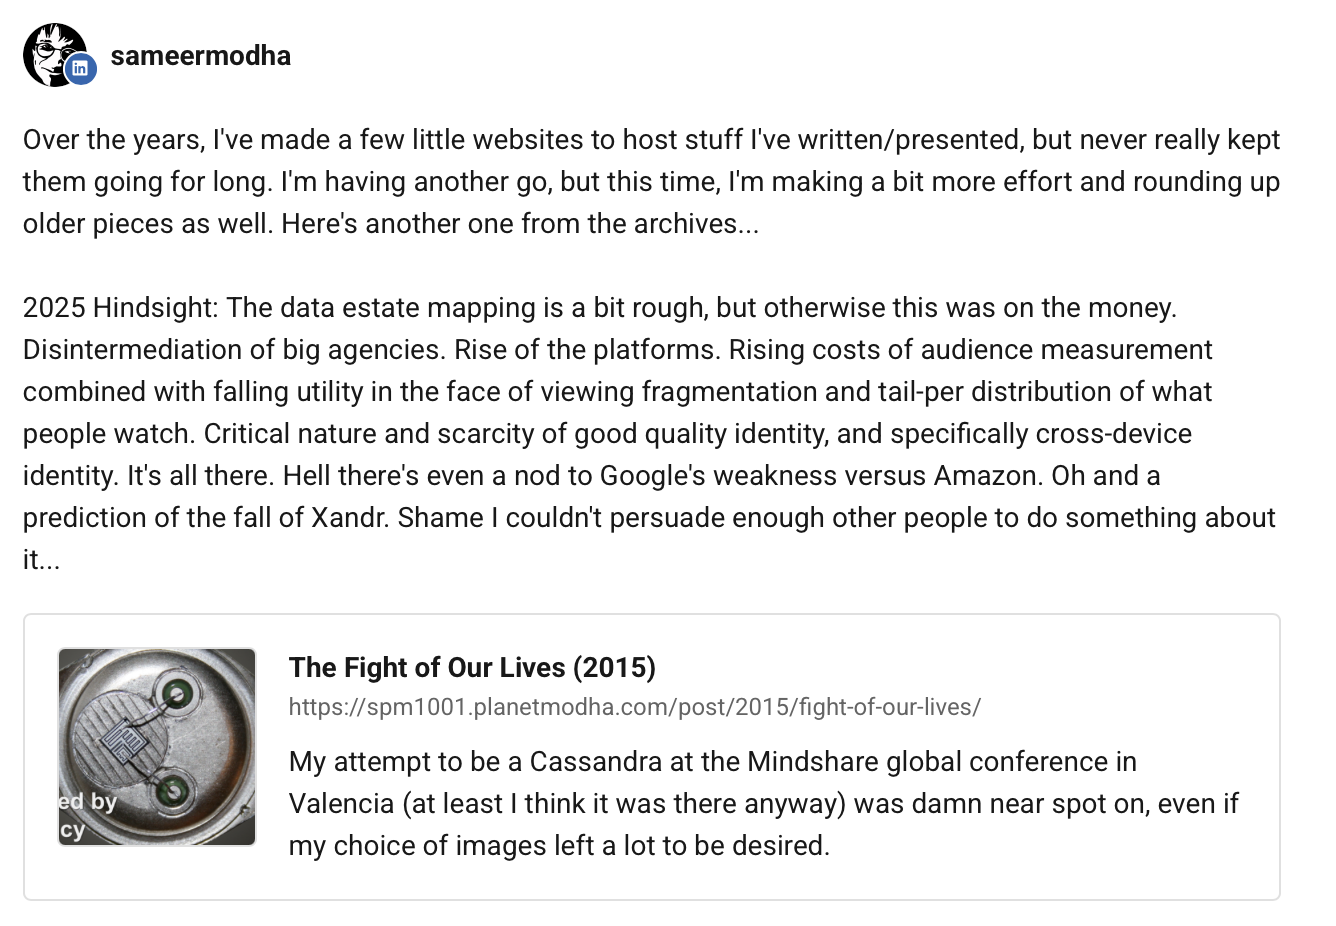 sameermodha
Over the years, I've made a few little websites to host stuff I've written/presented, but never really kept
them going for long. I'm having another go, but this time, I'm making a bit more effort and rounding up
older pieces as well. Here's another one from the archives...
2025 Hindsight: The data estate mapping is a bit rough, but otherwise this was on the money.
Disintermediation of big agencies. Rise of the platforms. Rising costs of audience measurement
combined with falling utility in the face of viewing fragmentation and tail-per distribution of what
people watch. Critical nature and scarcity of good quality identity, and specifically cross-device
identity. It's all there. Hell there's even a nod to Google's weakness versus Amazon. Oh and a
prediction of the fall of Xandr. Shame I couldn't persuade enough other people to do something about
it...
The Fight of Our Lives (2015)
https://spm1001.planetmodha.com/post/2015/fight-of-our-lives/
My attempt to be a Cassandra at the Mindshare global conference in
Valencia (at least I think it was there anyway) was damn near spot on, even if
my choice of images left a lot to be desired.
ed by
cy
in